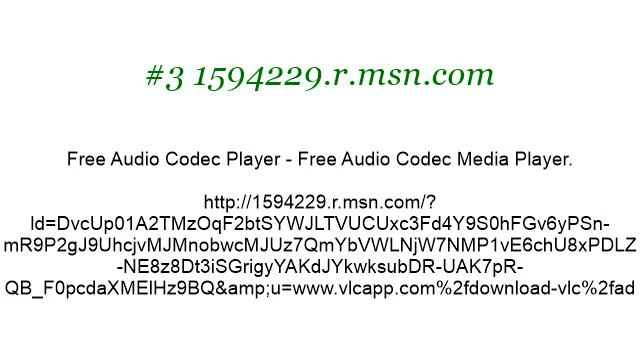 #3 1594229.r.msn.com
Free Audio Codec Player - Free Audio Codec Media Player.
http://1594229.r.msn.com/?
ld=DvcUp01A2TMzOqF2btSYWJLTVUCUxc3Fd4Y9S0hFGv6yPSn-
mR9P2gJ9UhcjvMJMnobwcMJUz7QmYbVWLNjW7NMP1vE6chU8xPDLZ
-NE8z8Dt3iSGrigyYAKdJYkwksubDR-UAK7pR-
QB_F0pcdaXMElHz9BQ&amp;u=www.vlcapp.com%2fdownload-vlc%2fad